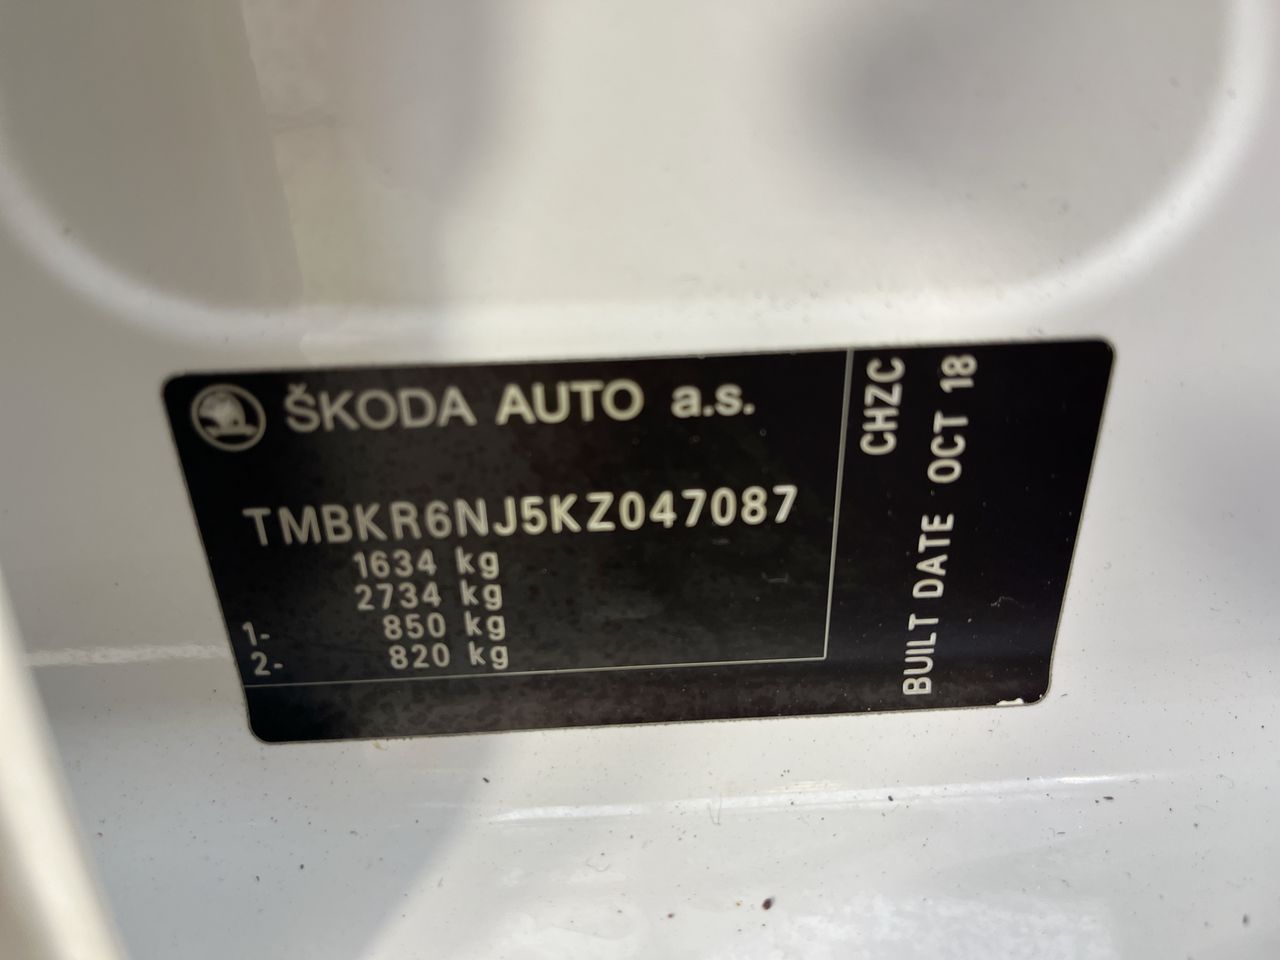 ŠKODA AUTO a.s.
TMBKR6NJ5KZ047087
1634 kg
2734 kg
1- 850 kg
2- 820 kg
CHZC
BUILT DATE OCT 18